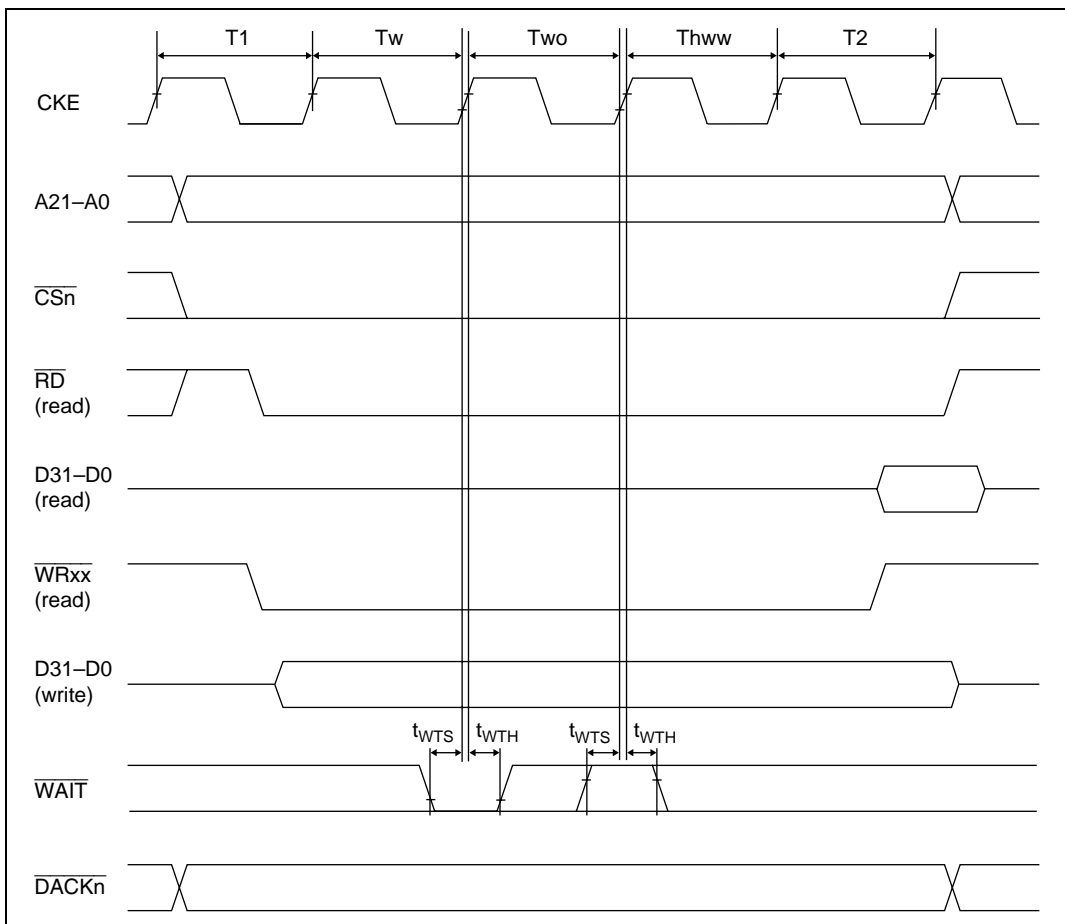 T1 Tw Two Thww T2
CKE
A21–A0
CSn
RD
(read)
D31–D0
(read)
WRxx
(read)
D31–D0
(write)
tWTS tWTH tWTS tWTH
WAIT
DACKn